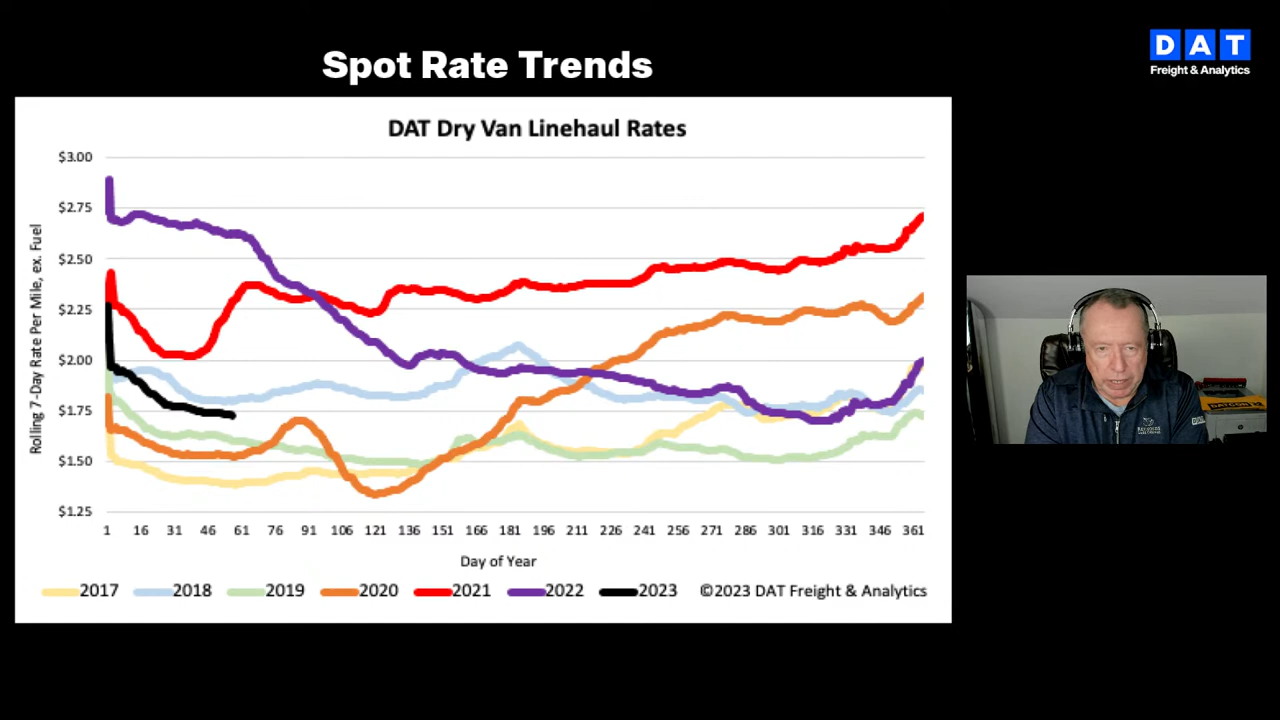 Spot Rate Trends
DAT
Freight & Analytics
DAT Dry Van Linehaul Rates
Rolling 7-Day Rate Per Mile, ex. Fuel
$3.00
$2.75
$2.50
$2.25
$2.00
$1.75
$1.50
$1.25
1 16 31 46 61 76 91 106 121 136 151 166 181 196 211 226 241 256 271 286 301 316 331 346 361
Day of Year
2017 2018 2019 2020 2021 2022 2023 ©2023 DAT Freight & Analytics